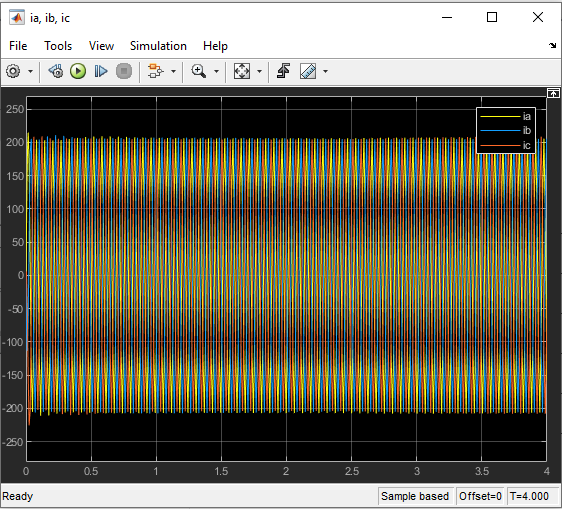 ia, ib, ic
File Tools View Simulation Help
250
200
150
100
50
0
-50
-100
-150
-200
-250
ia
ib
ic
0 0.5 1 1.5 2 2.5 3 3.5 4
Ready Sample based Offset=0 T=4.000